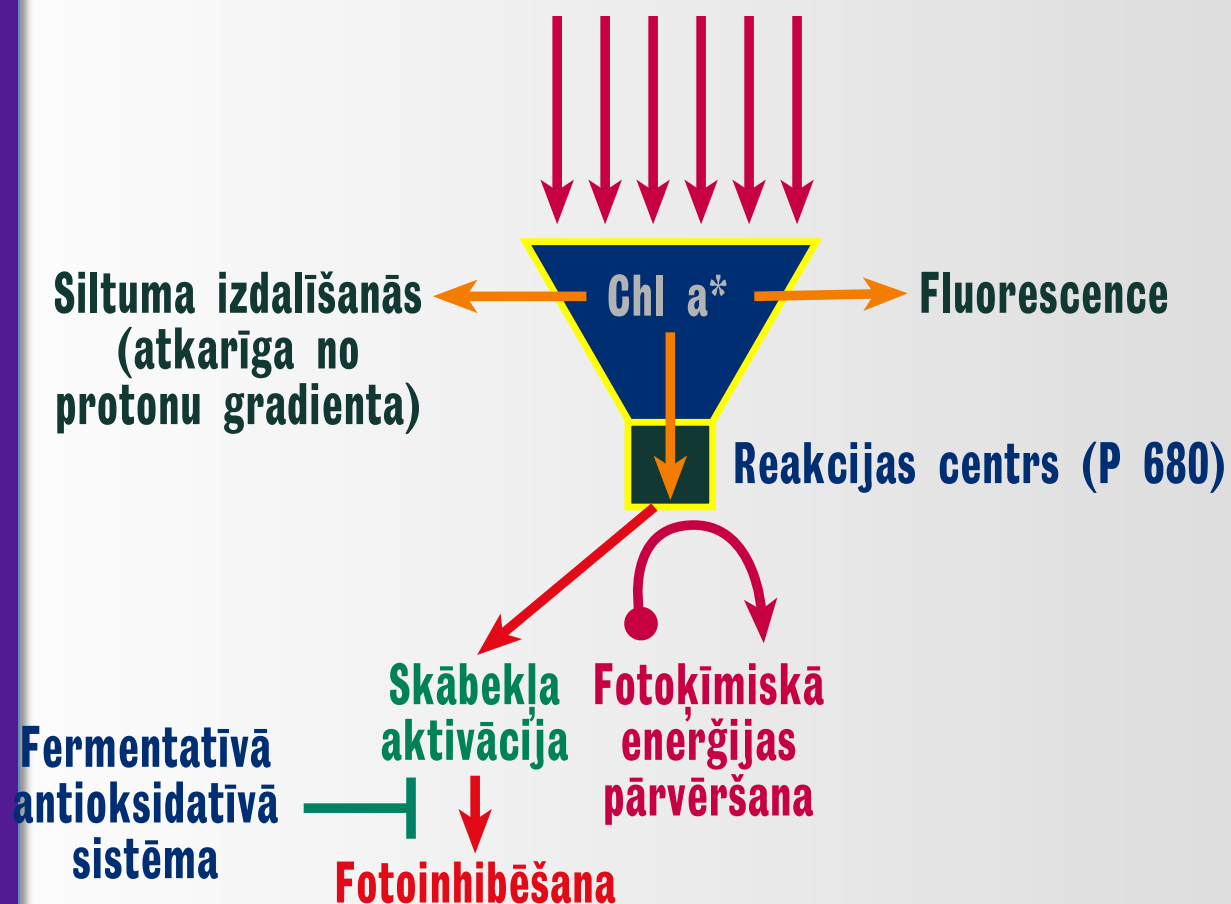 Siltuma izdalīšanās
(atkarīga no
protonu gradienta)
Chl a*
Fluorescence
Reakcijas centrs (P 680)
Skābekļa
aktivācija
Fotoķīmiskā
enerğijas
pārvēršana
Fermentatīvā
antioksidatīvā
sistēma
Fotoinhibēšana